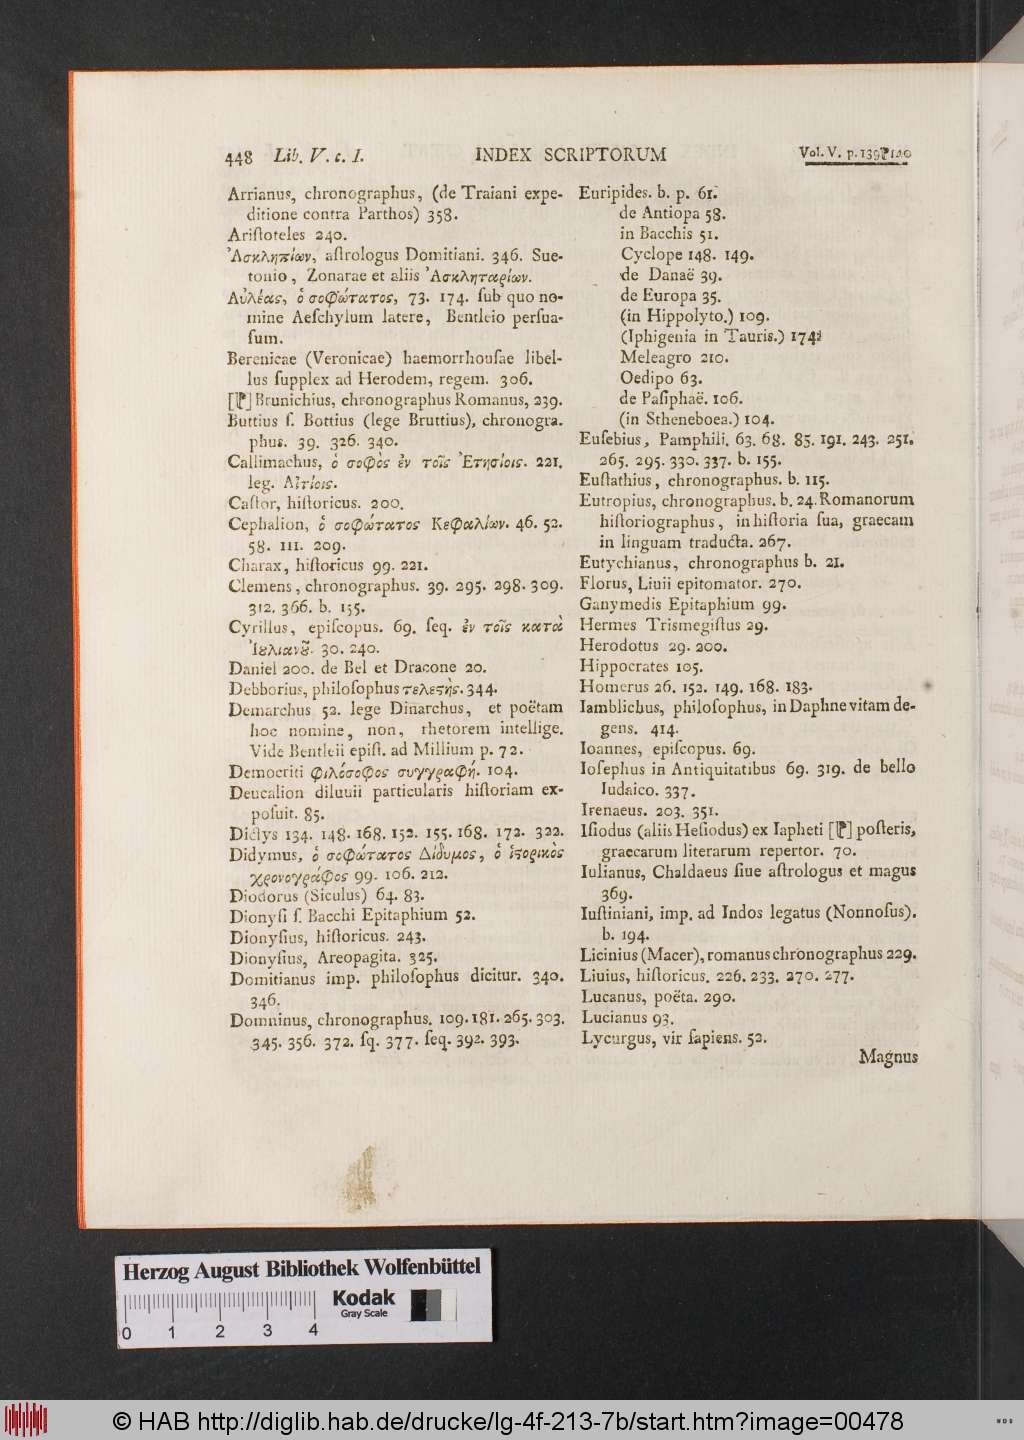 448 Lib. V. c. I. INDEX SCRIPTORUM Vol. V. p. 139
Arrianus, chronographus, (de Traiani expe-
ditione contra Parthos) 358.
Ariſtoteles 240.
Ἀσκληπίων, aſtrologus Domitiani. 346. Sue-
tonio, Zonarae et aliis Ἀσκληταρίων.
Αὐλέας, ὁ σοφώτατος, 73. 174. ſub quo no-
mine Aeſchylum latere, Bentleio perſua-
ſum.
Berenicae (Veronicae) haemorrhouſae libel-
lus ſupplex ad Herodem, regem. 306.
[¶] Brunichius, chronographus Romanus, 239.
Buttius ſ. Bottius (lege Bruttius), chronogra.
phus. 39. 326. 340.
Callimachus, ὁ σοφὸς ἐν τοῖς Ἐτησίοις. 221.
leg. Αἰτίοις.
Caſtor, hiſtoricus. 200.
Cephalion, ὁ σοφώτατος Κεφαλίων. 46. 52.
58. 111. 209.
Charax, hiſtoricus 99. 221.
Clemens, chronographus. 39. 295. 298. 309.
312. 366. b. 155.
Cyrillus, epiſcopus. 69. ſeq. ἐν τοῖς κατὰ
Ἰȣλιανȣ͂. 30. 240.
Daniel 200. de Bel et Dracone 20.
Debborius, philoſophus τελεϛὴς. 344.
Demarchus 52. lege Dinarchus, et poëtam
hoc nomine, non, rhetorem intellige.
Vide Bentleii epiſt. ad Millium p. 72.
Democriti φιλόσοφος συγγραφή. 104.
Deucalion diluuii particularis hiſtoriam ex-
poſuit. 85.
Dictys 134. 148. 168. 152. 155. 168. 172. 322.
Didymus, ὁ σοφώτατος Δίδυμος, ὁ ἱϛορικὸς
χρονογράφος 99. 106. 212.
Diodorus (Siculus) 64. 83.
Dionyſi ſ. Bacchi Epitaphium 52.
Dionyſius, hiſtoricus. 243.
Dionyſius, Areopagita. 325.
Domitianus imp. philoſophus dicitur. 340.
346.
Domninus, chronographus. 109. 181. 265. 303.
345. 356. 372. ſq. 377. ſeq. 392. 393.
Euripides. b. p. 61.
de Antiopa 58.
in Bacchis 51.
Cyclope 148. 149.
de Danaë 39.
de Europa 35.
(in Hippolyto.) 109.
(Iphigenia in Tauris.) 174.
Meleagro 210.
Oedipo 63.
de Paſiphaë. 106.
(in Stheneboea.) 104.
Euſebius, Pamphili. 63. 68. 85. 191. 243. 251.
265. 295. 330. 337. b. 155.
Euſtathius, chronographus. b. 115.
Eutropius, chronographus. b. 24. Romanorum
hiſtoriographus, in hiſtoria ſua, graecam
in linguam traducta. 267.
Eutychianus, chronographus b. 21.
Florus, Liuii epitomator. 270.
Ganymedis Epitaphium 99.
Hermes Trismegiſtus 29.
Herodotus 29. 200.
Hippocrates 105.
Homerus 26. 152. 149. 168. 183.
Iamblichus, philoſophus, in Daphne vitam de-
gens. 414.
Ioannes, epiſcopus. 69.
Ioſephus in Antiquitatibus 69. 319. de bello
Iudaico. 337.
Irenaeus. 203. 351.
Iſiodus (aliis Heſiodus) ex Iapheti [¶] poſteris,
graecarum literarum repertor. 70.
Iulianus, Chaldaeus ſiue aſtrologus et magus
369.
Iuſtiniani, imp. ad Indos legatus (Nonnoſus).
b. 194.
Licinius (Macer), romanus chronographus 229.
Liuius, hiſtoricus. 226. 233. 270. 277.
Lucanus, poëta. 290.
Lucianus 93.
Lycurgus, vir ſapiens. 52.
Magnus
Herzog August Bibliothek Wolfenbüttel
Kodak
Gray Scale
0 1 2 3 4
© HAB http://diglib.hab.de/drucke/lg-4f-213-7b/start.htm?image=00478